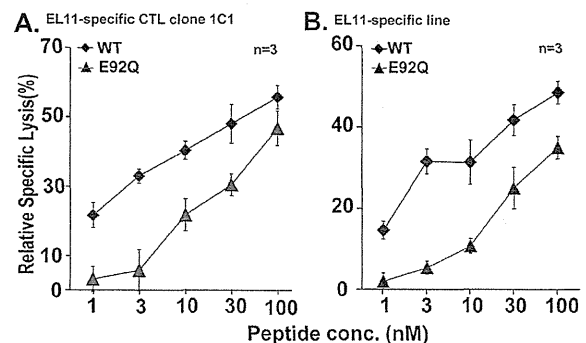 A. EL11-specific CTL clone 1C1
WT
E92Q
n=3
Relative Specific Lysis(%)
70
50
30
10
0
1 3 10 30 100
B. EL11-specific line
WT
E92Q
n=3
60
40
20
0
1 3 10 30 100
Peptide conc. (nM)